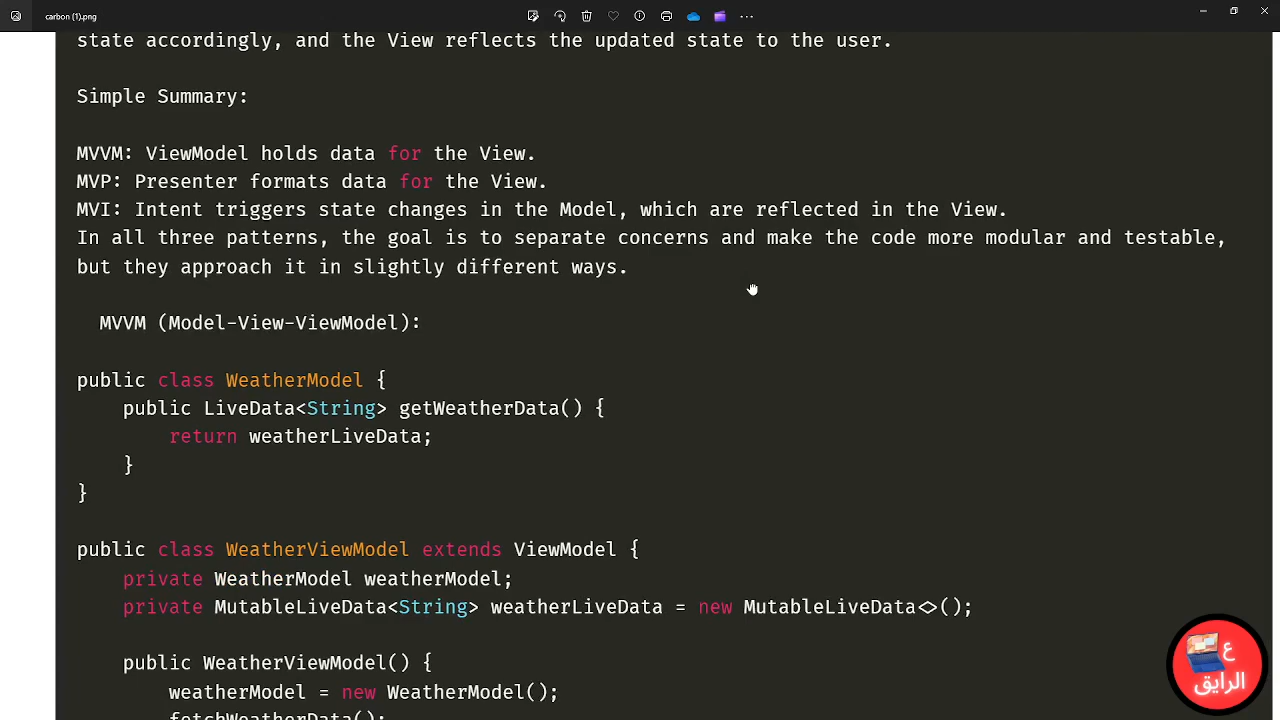 carbon (1).png
state accordingly, and the View reflects the updated state to the user.
Simple Summary:
MVVM: ViewModel holds data for the View.
MVP: Presenter formats data for the View.
MVI: Intent triggers state changes in the Model, which are reflected in the View.
In all three patterns, the goal is to separate concerns and make the code more modular and testable,
but they approach it in slightly different ways.
MVVM (Model-View-ViewModel):
public class WeatherModel {
public LiveData<String> getWeatherData() {
return weatherLiveData;
}
}
public class WeatherViewModel extends ViewModel {
private WeatherModel weatherModel;
private MutableLiveData<String> weatherLiveData = new MutableLiveData<>();
public WeatherViewModel() {
weatherModel = new WeatherModel();
fetchWeatherData();
ع
الرايق